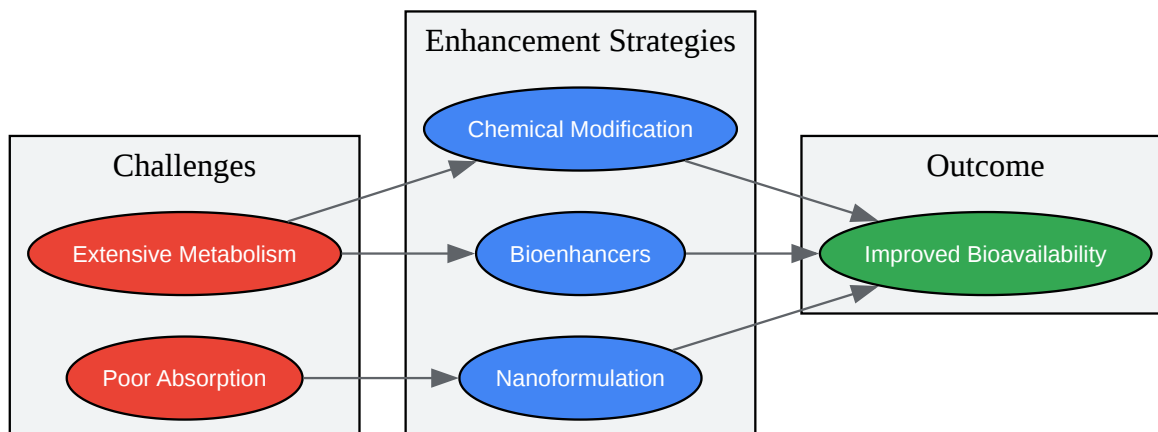 Challenges
Extensive Metabolism
Poor Absorption
Enhancement Strategies
Chemical Modification
Bioenhancers
Nanoformulation
Outcome
Improved Bioavailability